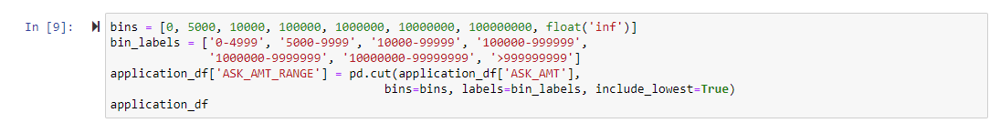 In [9]: bins = [0, 5000, 10000, 100000, 1000000, 10000000, 100000000, float('inf')]
bin_labels = ['0-4999', '5000-9999', '10000-99999', '100000-999999',
'1000000-9999999', '10000000-99999999', '>999999999']
application_df['ASK_AMT_RANGE'] = pd.cut(application_df['ASK_AMT'],
bins=bins, labels=bin_labels, include_lowest=True)
application_df